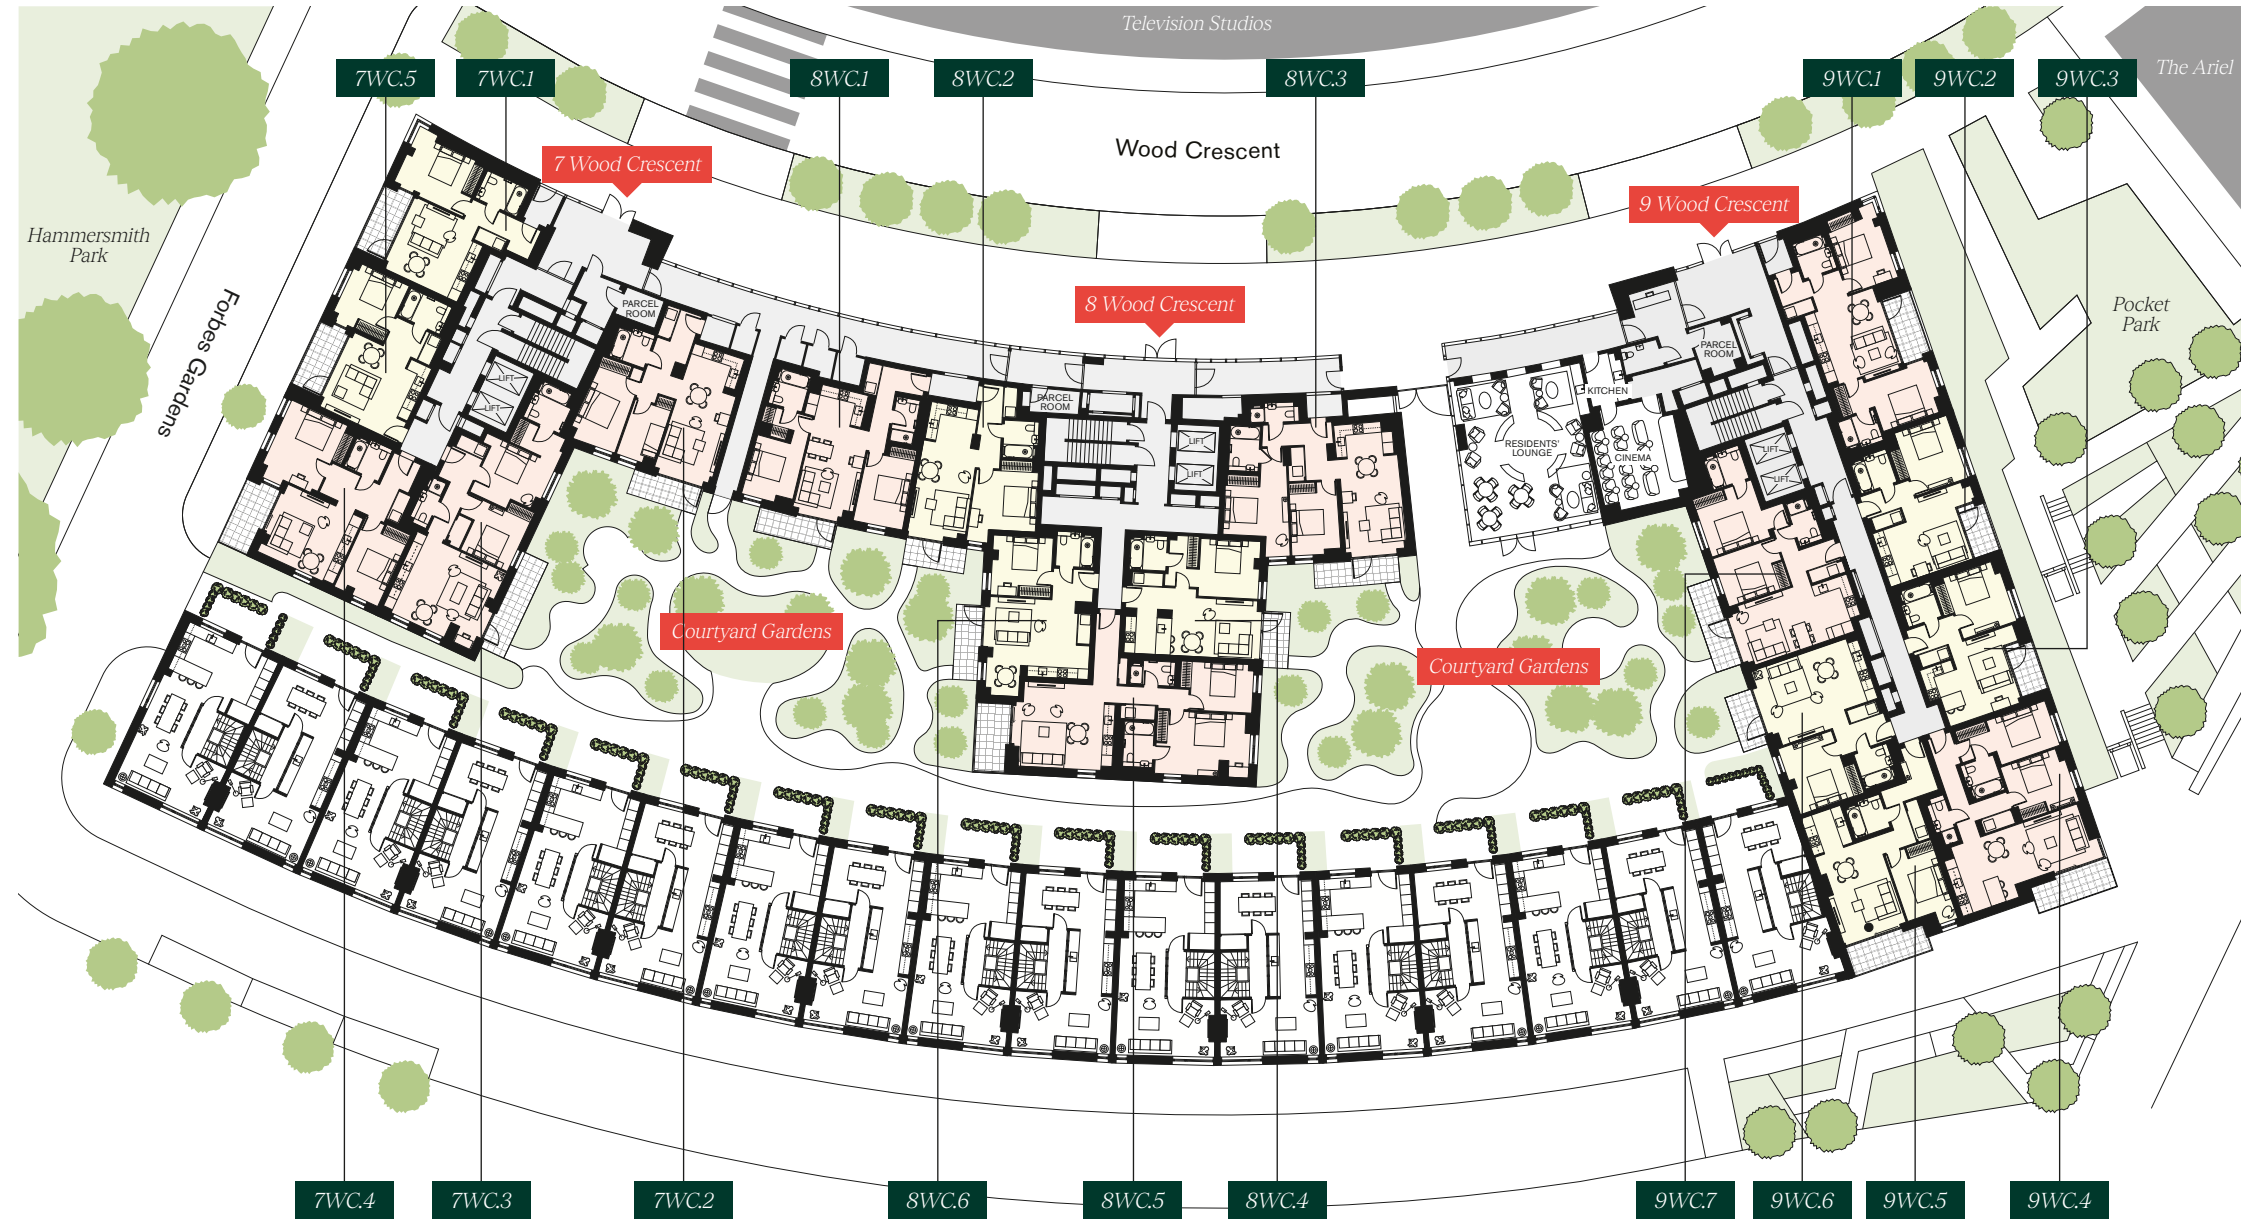 Television Studios
The Ariel
7WC.5
7WC.1
8WC.1
8WC.2
8WC.3
9WC.1
9WC.2
9WC.3
Wood Crescent
7 Wood Crescent
9 Wood Crescent
8 Wood Crescent
Hammersmith
Park
Forbes Gardens
Pocket
Park
PARCEL
ROOM
LIFT
LIFT
PARCEL
ROOM
LIFT
LIFT
PARCEL
ROOM
KITCHEN
RESIDENTS'
LOUNGE
CINEMA
LIFT
LIFT
Courtyard Gardens
Courtyard Gardens
7WC.4
7WC.3
7WC.2
8WC.6
8WC.5
8WC.4
9WC.7
9WC.6
9WC.5
9WC.4